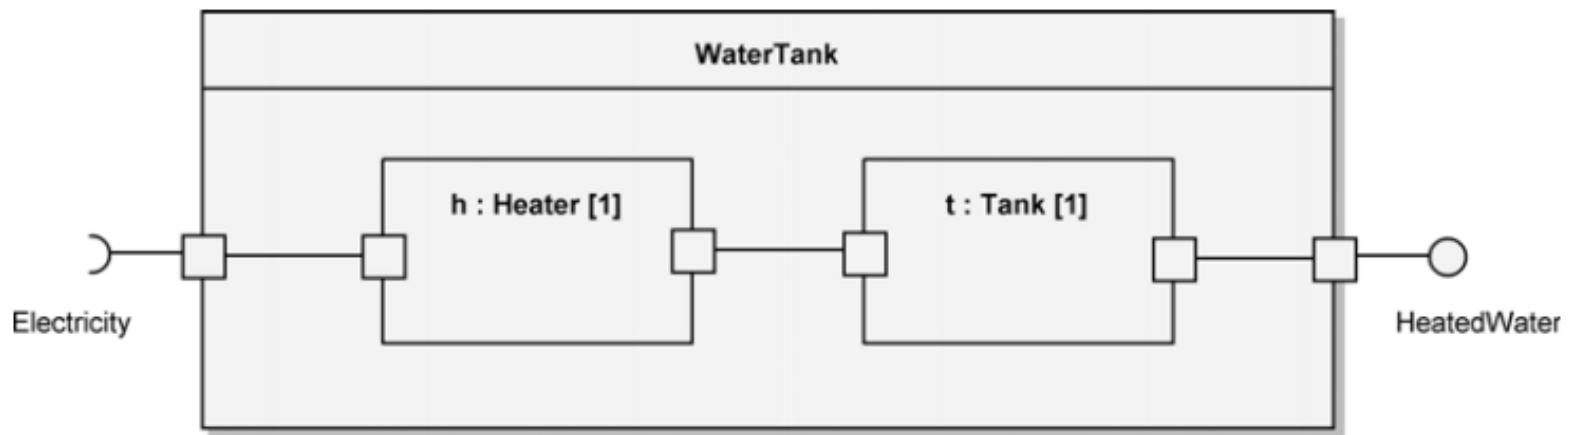 WaterTank
h : Heater [1]
t : Tank [1]
Electricity
HeatedWater